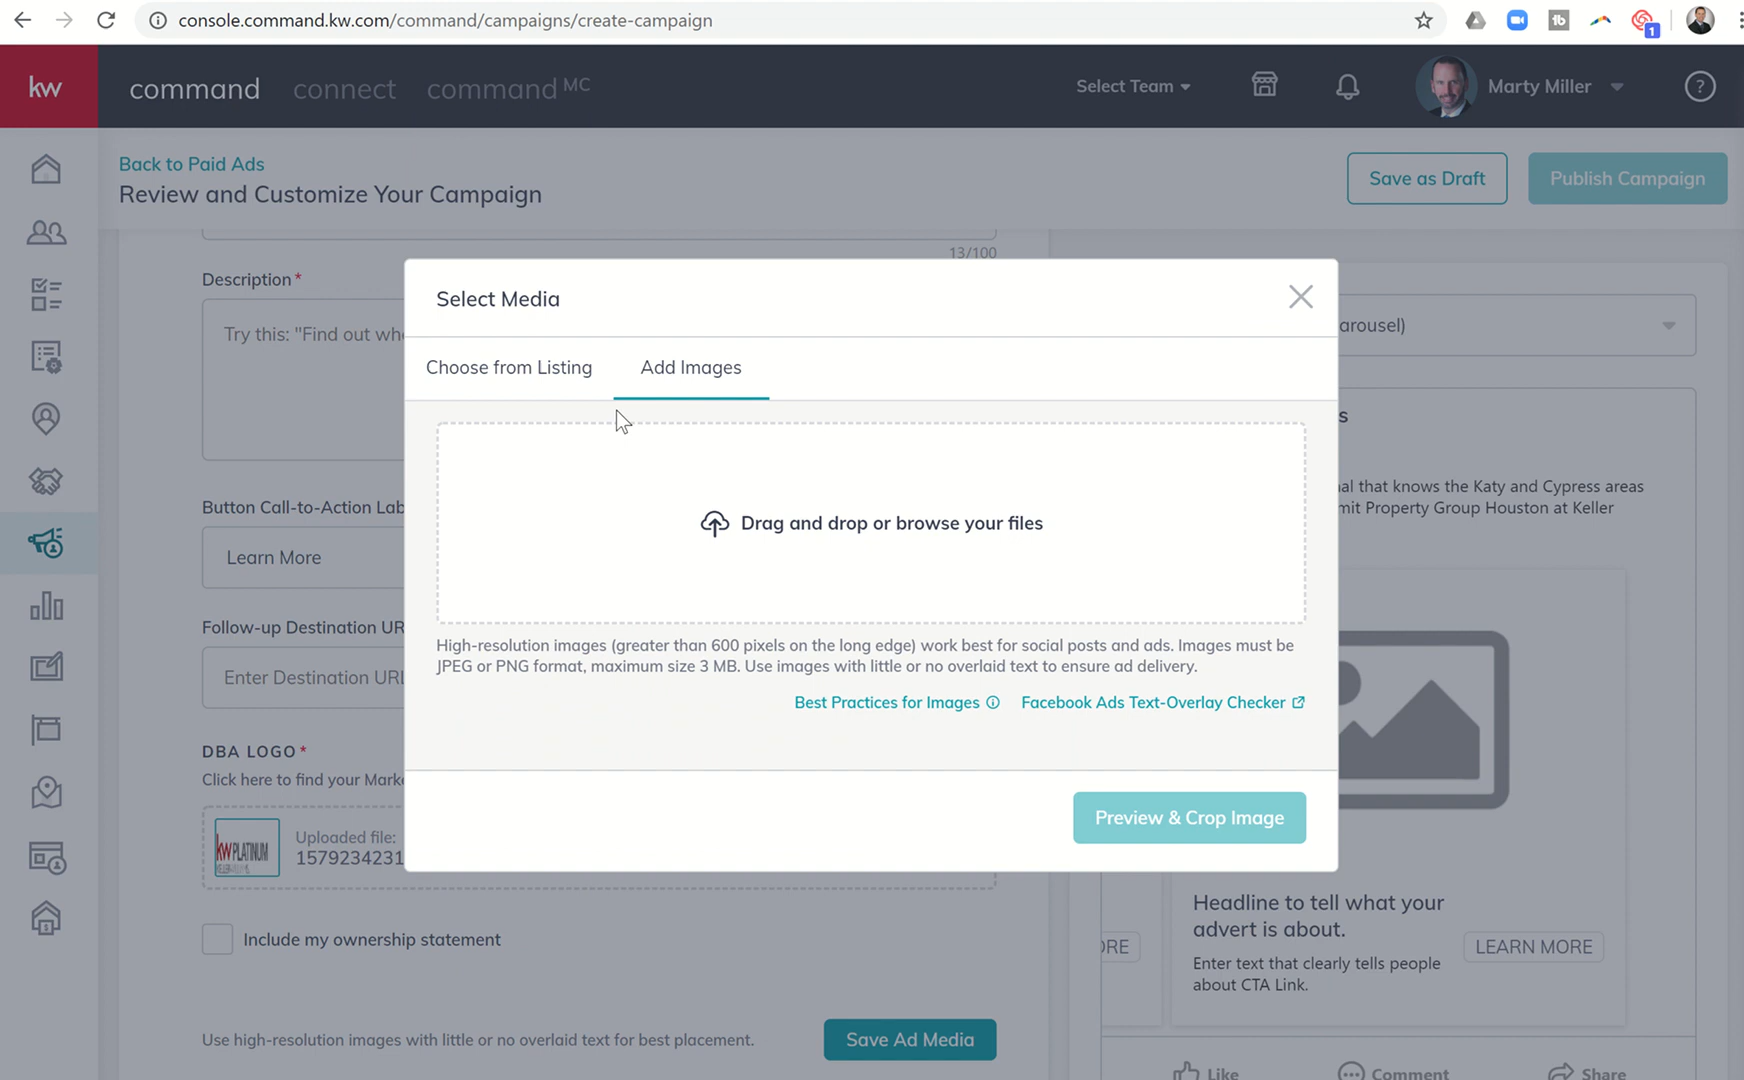 console.command.kw.com/command/campaigns/create-campaign
1
kw
command
connect
command MC
Select Team
Marty Miller
?
Back to Paid Ads
Review and Customize Your Campaign
Save as Draft
Publish Campaign
13/100
Description*
Try this: "Find out whe
Button Call-to-Action Lab
Learn More
Follow-up Destination UR
Enter Destination URL
DBA LOGO*
Click here to find your Marke
kw PLATINUM
Uploaded file:
1579234231
Include my ownership statement
Use high-resolution images with little or no overlaid text for best placement.
Save Ad Media
Select Media
Choose from Listing
Add Images
Drag and drop or browse your files
High-resolution images (greater than 600 pixels on the long edge) work best for social posts and ads. Images must be
JPEG or PNG format, maximum size 3 MB. Use images with little or no overlaid text to ensure ad delivery.
Best Practices for Images
Facebook Ads Text-Overlay Checker
Preview & Crop Image
arousel)
s
al that knows the Katy and Cypress areas
mit Property Group Houston at Keller
ORE
Headline to tell what your
advert is about.
Enter text that clearly tells people
about CTA Link.
LEARN MORE
Like
Comment
Share